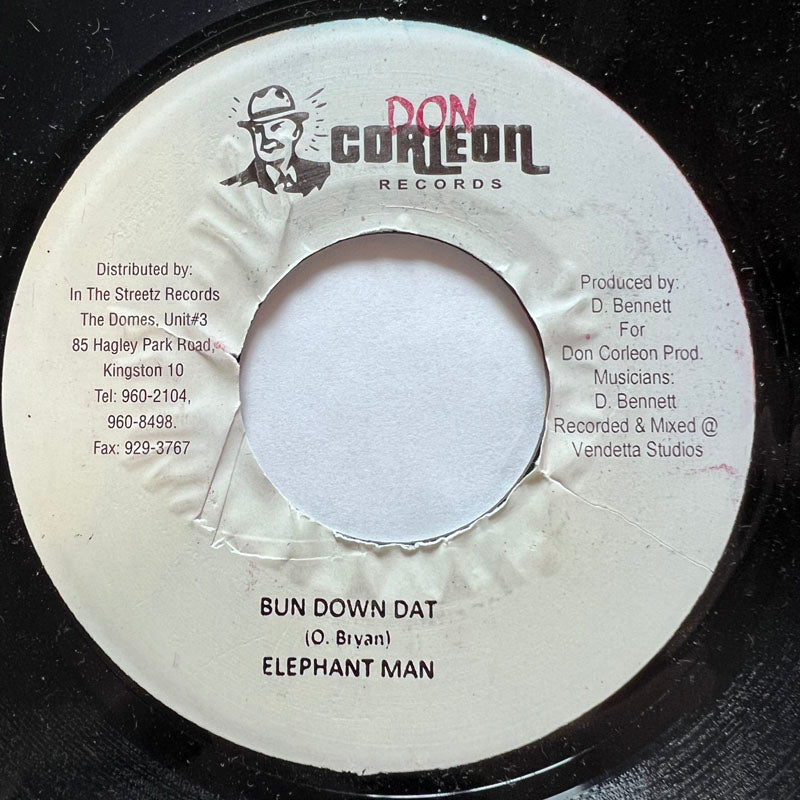 DON
CORLEON
RECORDS
Distributed by:
In The Streetz Records
The Domes, Unit#3
85 Hagley Park Road,
Kingston 10
Tel: 960-2104,
960-8498.
Fax: 929-3767
Produced by:
D. Bennett
For
Don Corleon Prod.
Musicians:
D. Bennett
Recorded & Mixed @
Vendetta Studios
BUN DOWN DAT
(O. Bryan)
ELEPHANT MAN